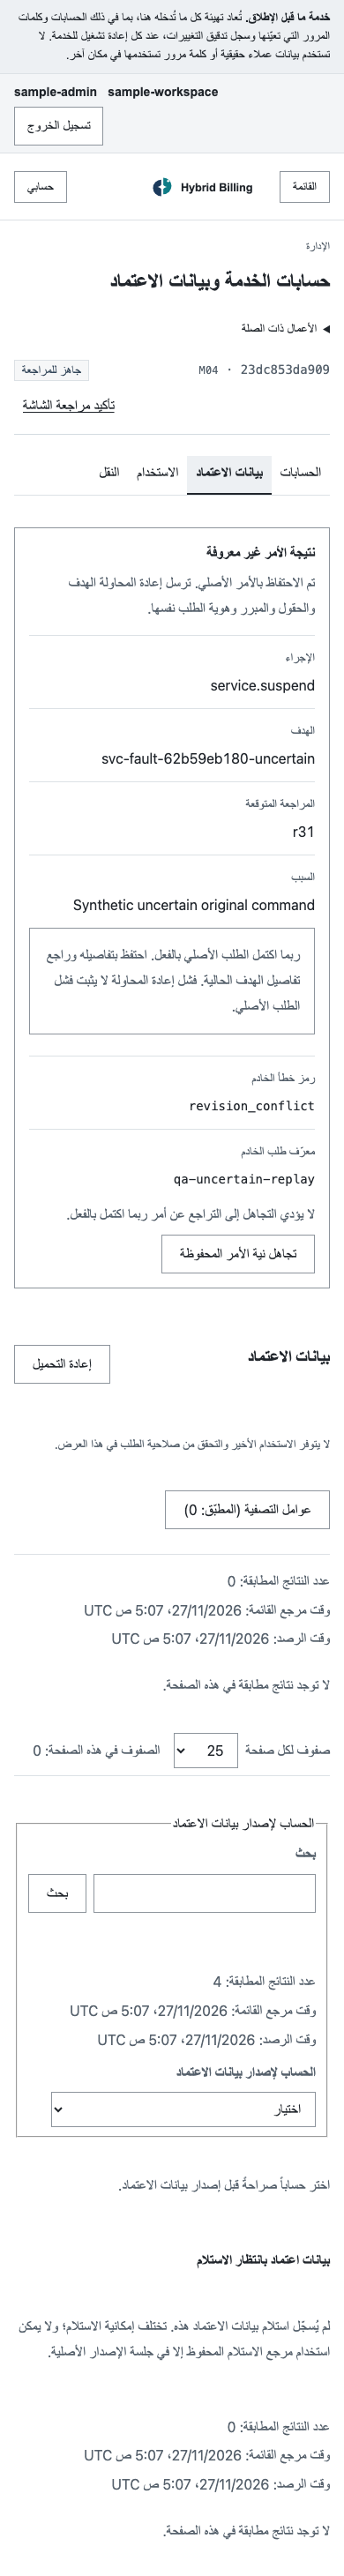 خدمة ما قبل الإطلاق. تُعاد تهيئة كل ما تُدخله هنا، بما في ذلك الحسابات وكلمات
المرور التي تعيّنها وسجل تدقيق التغييرات، عند كل إعادة تشغيل للخدمة. لا
تستخدم بيانات عملاء حقيقية أو كلمة مرور تستخدمها في مكان آخر.
sample-admin sample-workspace
تسجيل الخروج
القائمة
Hybrid Billing
حسابي
الإدارة
حسابات الخدمة وبيانات الاعتماد
◀ الأعمال ذات الصلة
M04 · 23dc853da909
جاهز للمراجعة
تأكيد مراجعة الشاشة
الحسابات بيانات الاعتماد الاستخدام النقل
نتيجة الأمر غير معروفة
تم الاحتفاظ بالأمر الأصلي. ترسل إعادة المحاولة الهدف
والحقول والمبرر وهوية الطلب نفسها.
الإجراء
service.suspend
الهدف
svc-fault-62b59eb180-uncertain
المراجعة المتوقعة
r31
السبب
Synthetic uncertain original command
ربما اكتمل الطلب الأصلي بالفعل. احتفظ بتفاصيله وراجع
تفاصيل الهدف الحالية. فشل إعادة المحاولة لا يثبت فشل
الطلب الأصلي.
رمز خطأ الخادم
revision_conflict
معرّف طلب الخادم
qa-uncertain-replay
لا يؤدي التجاهل إلى التراجع عن أمر ربما اكتمل بالفعل.
تجاهل نية الأمر المحفوظة
بيانات الاعتماد
إعادة التحميل
لا يتوفر الاستخدام الأخير والتحقق من صلاحية الطلب في هذا العرض.
عوامل التصفية (المطبّق: 0)
عدد النتائج المطابقة: 0
وقت مرجع القائمة: 27/11/2026، 5:07 ص UTC
وقت الرصد: 27/11/2026، 5:07 ص UTC
لا توجد نتائج مطابقة في هذه الصفحة.
صفوف لكل صفحة 25 الصفوف في هذه الصفحة: 0
الحساب لإصدار بيانات الاعتماد
بحث
بحث
عدد النتائج المطابقة: 4
وقت مرجع القائمة: 27/11/2026، 5:07 ص UTC
وقت الرصد: 27/11/2026، 5:07 ص UTC
الحساب لإصدار بيانات الاعتماد
اختيار
اختر حساباً صراحةً قبل إصدار بيانات الاعتماد.
بيانات اعتماد بانتظار الاستلام
لم يُسجّل استلام بيانات الاعتماد هذه. تختلف إمكانية الاستلام؛ ولا يمكن
استخدام مرجع الاستلام المحفوظ إلا في جلسة الإصدار الأصلية.
عدد النتائج المطابقة: 0
وقت مرجع القائمة: 27/11/2026، 5:07 ص UTC
وقت الرصد: 27/11/2026، 5:07 ص UTC
لا توجد نتائج مطابقة في هذه الصفحة.